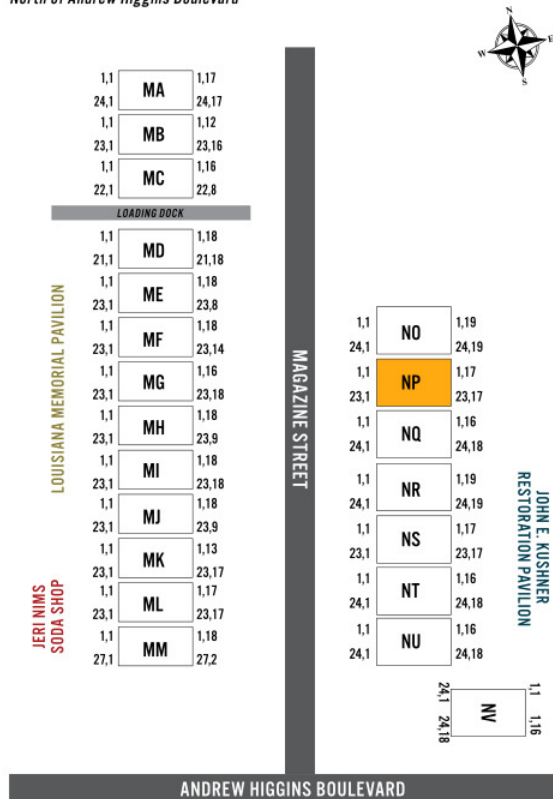 North of Andrew Higgins Boulevard
N
W E
S
1,1 MA 1,17
24,1 24,17
1,1 MB 1,12
23,1 23,16
1,1 MC 1,16
22,1 22,8
LOADING DOCK
1,1 MD 1,18
21,1 21,18
1,1 ME 1,18
23,1 23,8
1,1 MF 1,18
23,1 23,14
1,1 MG 1,16
23,1 23,18
1,1 MH 1,18
23,1 23,9
1,1 MI 1,18
23,1 23,18
1,1 MJ 1,18
23,1 23,9
1,1 MK 1,13
23,1 23,17
1,1 ML 1,17
23,1 23,17
1,1 MM 1,18
27,1 27,2
LOUISIANA MEMORIAL PAVILION
JERI NIMS
SODA SHOP
MAGAZINE STREET
1,1 NO 1,19
24,1 24,19
1,1 NP 1,17
23,1 23,17
1,1 NQ 1,16
24,1 24,18
1,1 NR 1,19
24,1 24,19
1,1 NS 1,17
23,1 23,17
1,1 NT 1,16
24,1 24,18
1,1 NU 1,16
24,1 24,18
JOHN E. KUSHNER
RESTORATION PAVILION
1,1 NV 1,16
24,1 24,18
ANDREW HIGGINS BOULEVARD